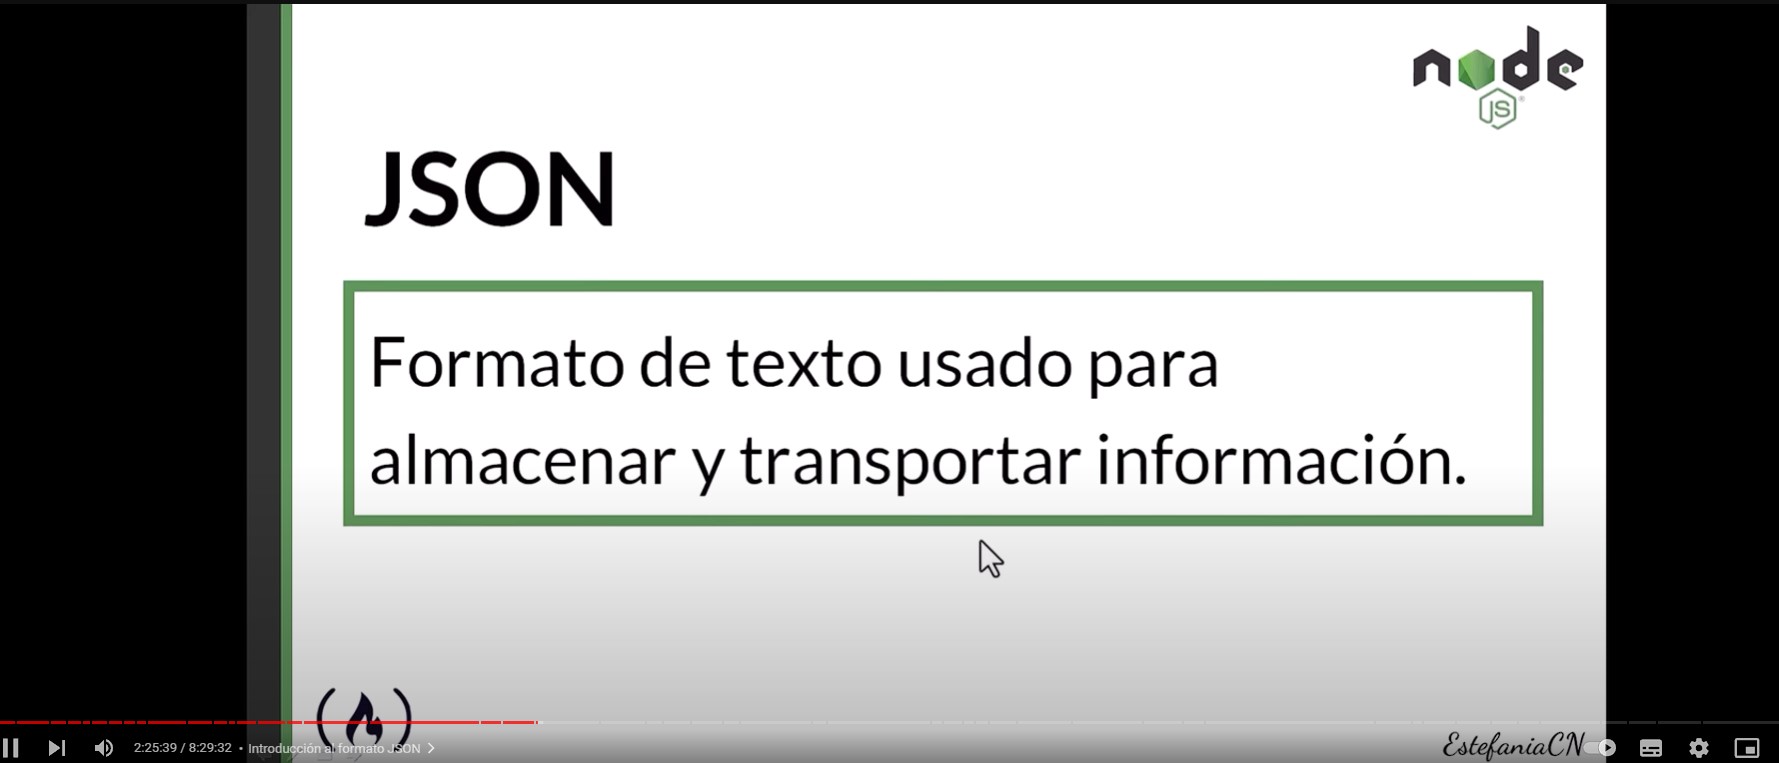 node
JS
JSON
Formato de texto usado para
almacenar y transportar información.
EstefaniaCN
2:25:39 / 8:29:32 • Introducción al formato JSON